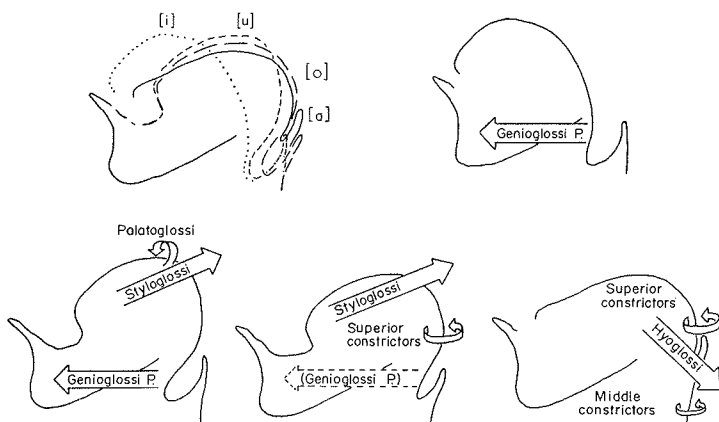 [i]
[u]
[o]
[a]
Genioglossi P.
Palatoglossi
Styloglossi
Genioglossi P.
Styloglossi
Superior
constrictors
(Genioglossi P.)
Superior
constrictors
Hyoglossi
Middle
constrictors